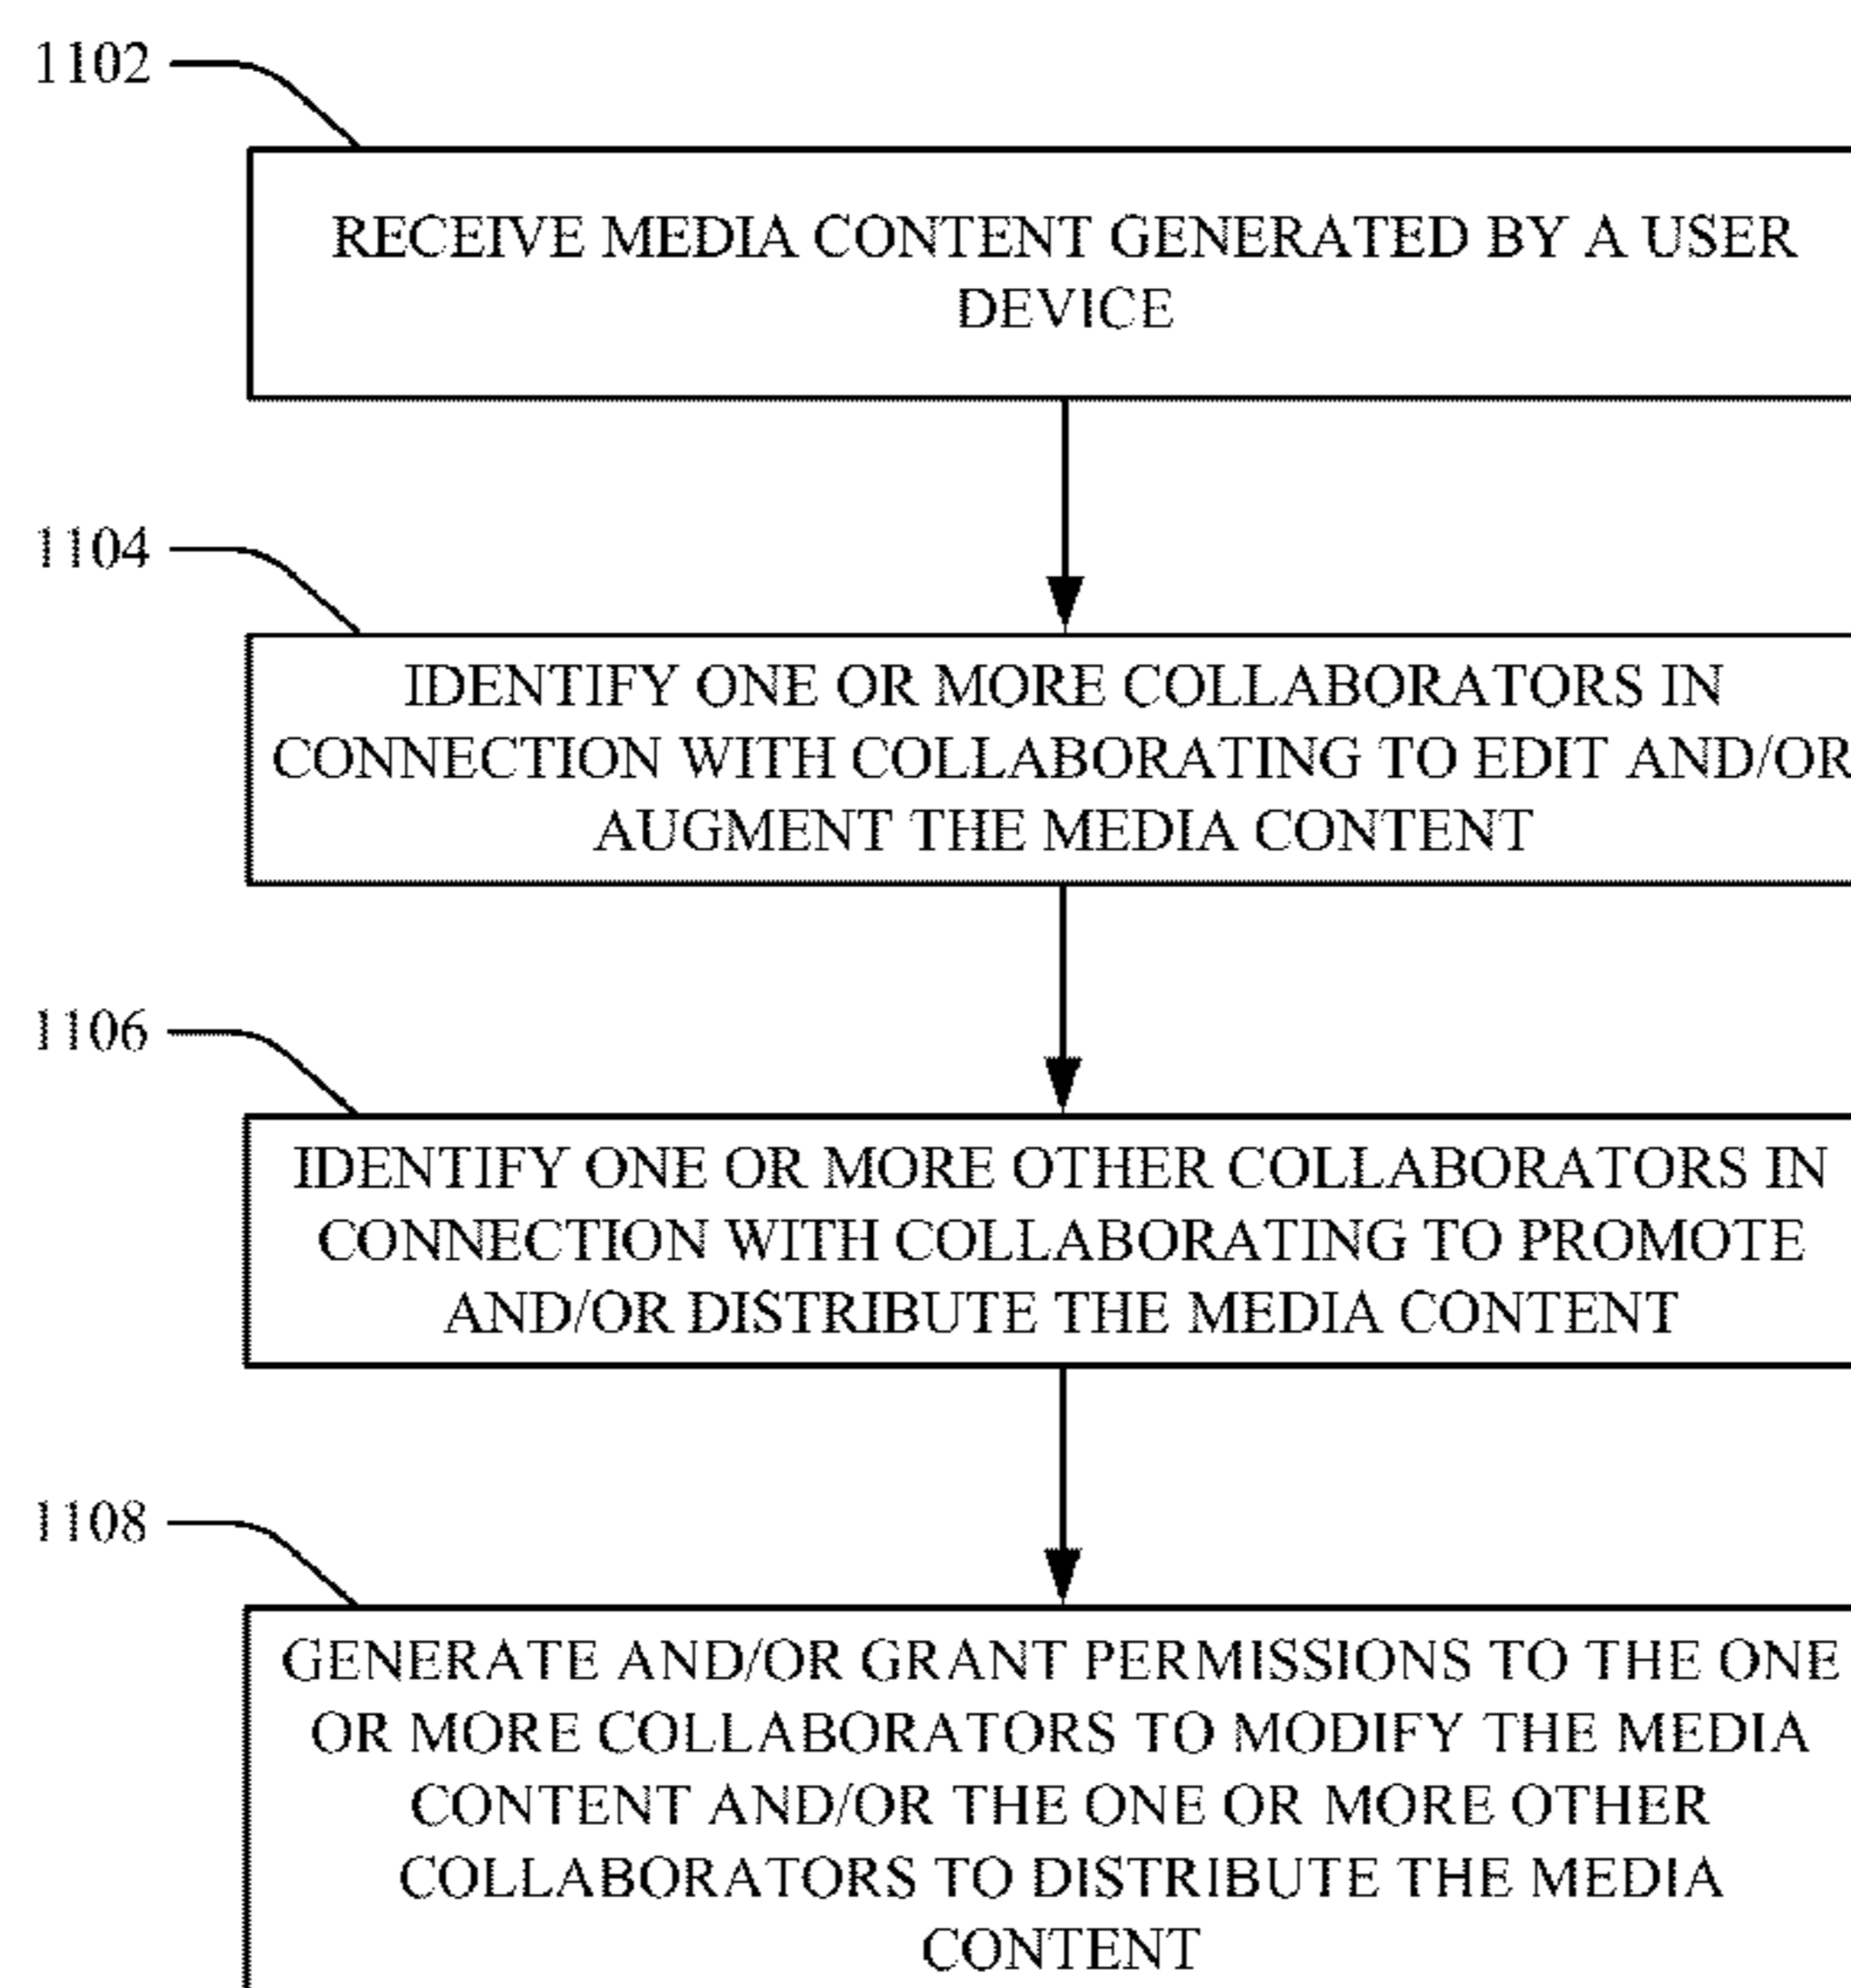 1102
RECEIVE MEDIA CONTENT GENERATED BY A USER
DEVICE
1104
IDENTIFY ONE OR MORE COLLABORATORS IN
CONNECTION WITH COLLABORATING TO EDIT AND/OR
AUGMENT THE MEDIA CONTENT
1106
IDENTIFY ONE OR MORE OTHER COLLABORATORS IN
CONNECTION WITH COLLABORATING TO PROMOTE
AND/OR DISTRIBUTE THE MEDIA CONTENT
1108
GENERATE AND/OR GRANT PERMISSIONS TO THE ONE
OR MORE COLLABORATORS TO MODIFY THE MEDIA
CONTENT AND/OR THE ONE OR MORE OTHER
COLLABORATORS TO DISTRIBUTE THE MEDIA
CONTENT